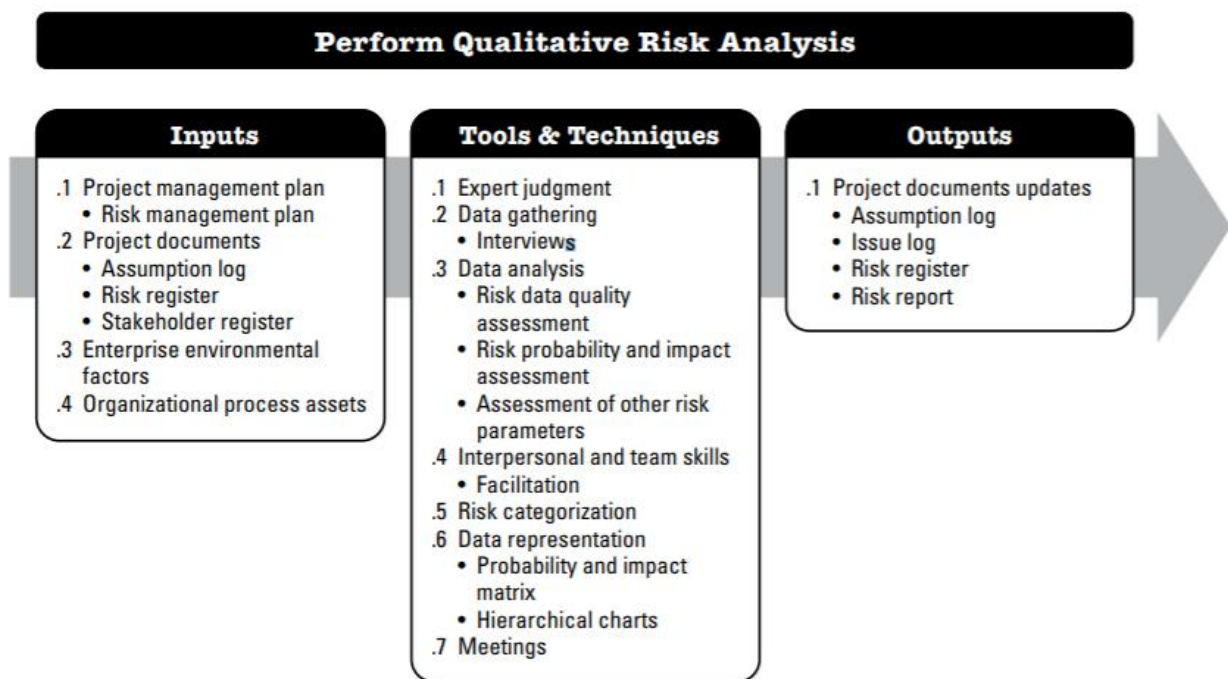 Perform Qualitative Risk Analysis
Inputs
.1 Project management plan
• Risk management plan
.2 Project documents
• Assumption log
• Risk register
• Stakeholder register
.3 Enterprise environmental
factors
.4 Organizational process assets
Tools & Techniques
.1 Expert judgment
.2 Data gathering
• Interviews
.3 Data analysis
• Risk data quality
assessment
• Risk probability and impact
assessment
• Assessment of other risk
parameters
.4 Interpersonal and team skills
• Facilitation
.5 Risk categorization
.6 Data representation
• Probability and impact
matrix
• Hierarchical charts
.7 Meetings
Outputs
.1 Project documents updates
• Assumption log
• Issue log
• Risk register
• Risk report